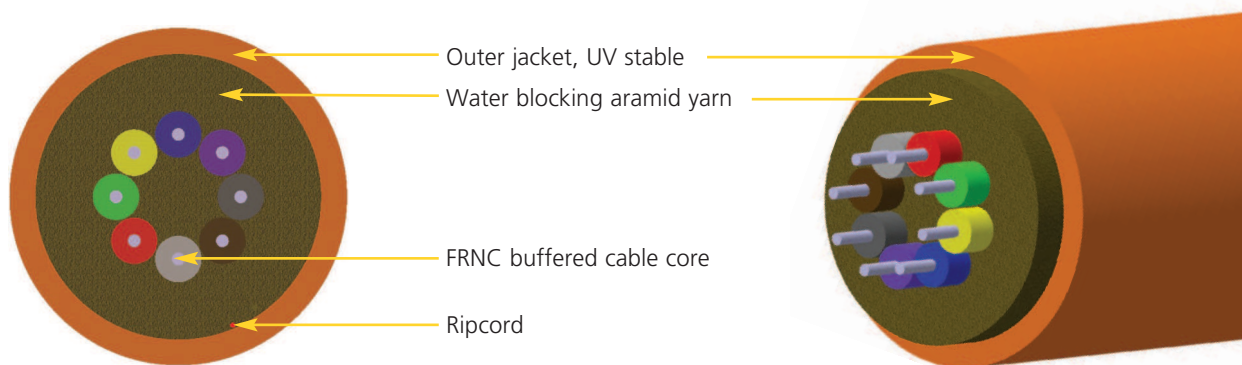 Outer jacket, UV stable
Water blocking aramid yarn
FRNC buffered cable core
Ripcord